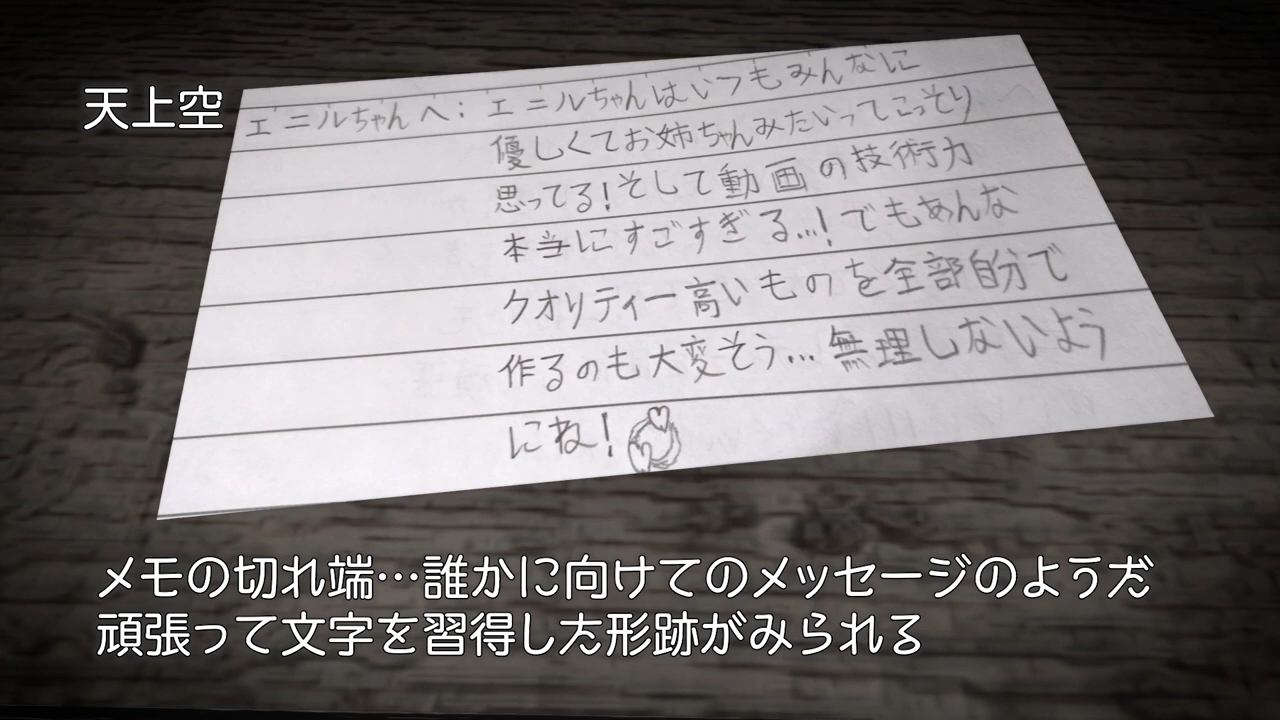 天上空
エニルちゃんへ：エニルちゃんはいつもみんなに
優しくてお姉ちゃんみたいってこっそり
思ってる！そして動画の技術力
本当にすごすぎる...！でもあんな
クオリティー高いものを全部自分で
作るのも大変そう...無理しないよう
にね！
メモの切れ端…誰かに向けてのメッセージのようだ
頑張って文字を習得した形跡がみられる